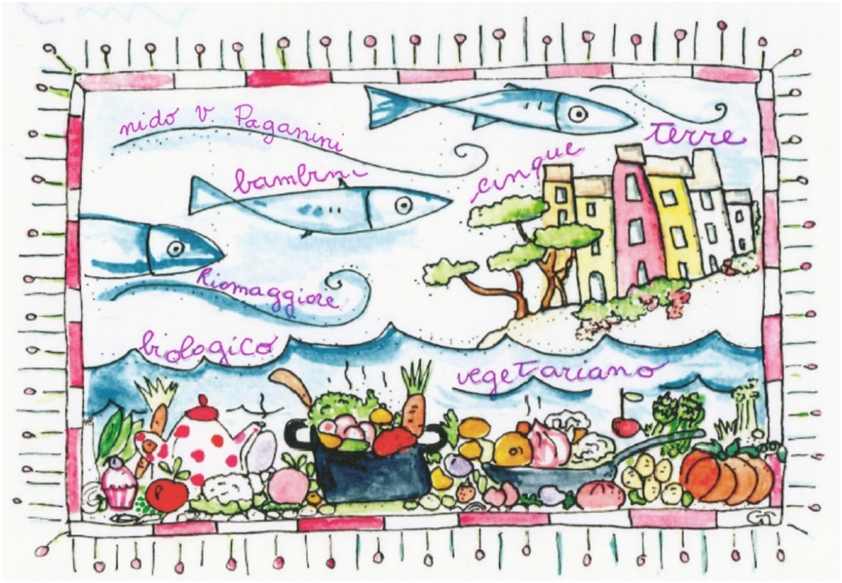 nido v. Paganini
terre
cinque
bambini
Riomaggiore
biologico
vegetariano